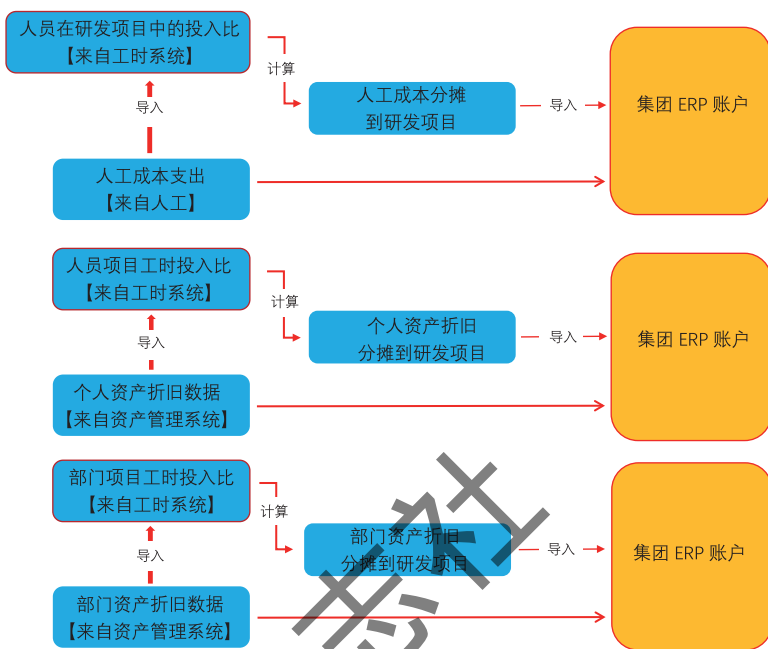 人员在研发项目中的投入比
【来自工时系统】
计算
导入
人工成本分摊
到研发项目
导入
集团 ERP 账户
人工成本支出
【来自人工】
人员项目工时投入比
【来自工时系统】
计算
导入
个人资产折旧
分摊到研发项目
导入
集团 ERP 账户
个人资产折旧数据
【来自资产管理系统】
部门项目工时投入比
【来自工时系统】
计算
导入
部门资产折旧
分摊到研发项目
导入
集团 ERP 账户
部门资产折旧数据
【来自资产管理系统】
志社